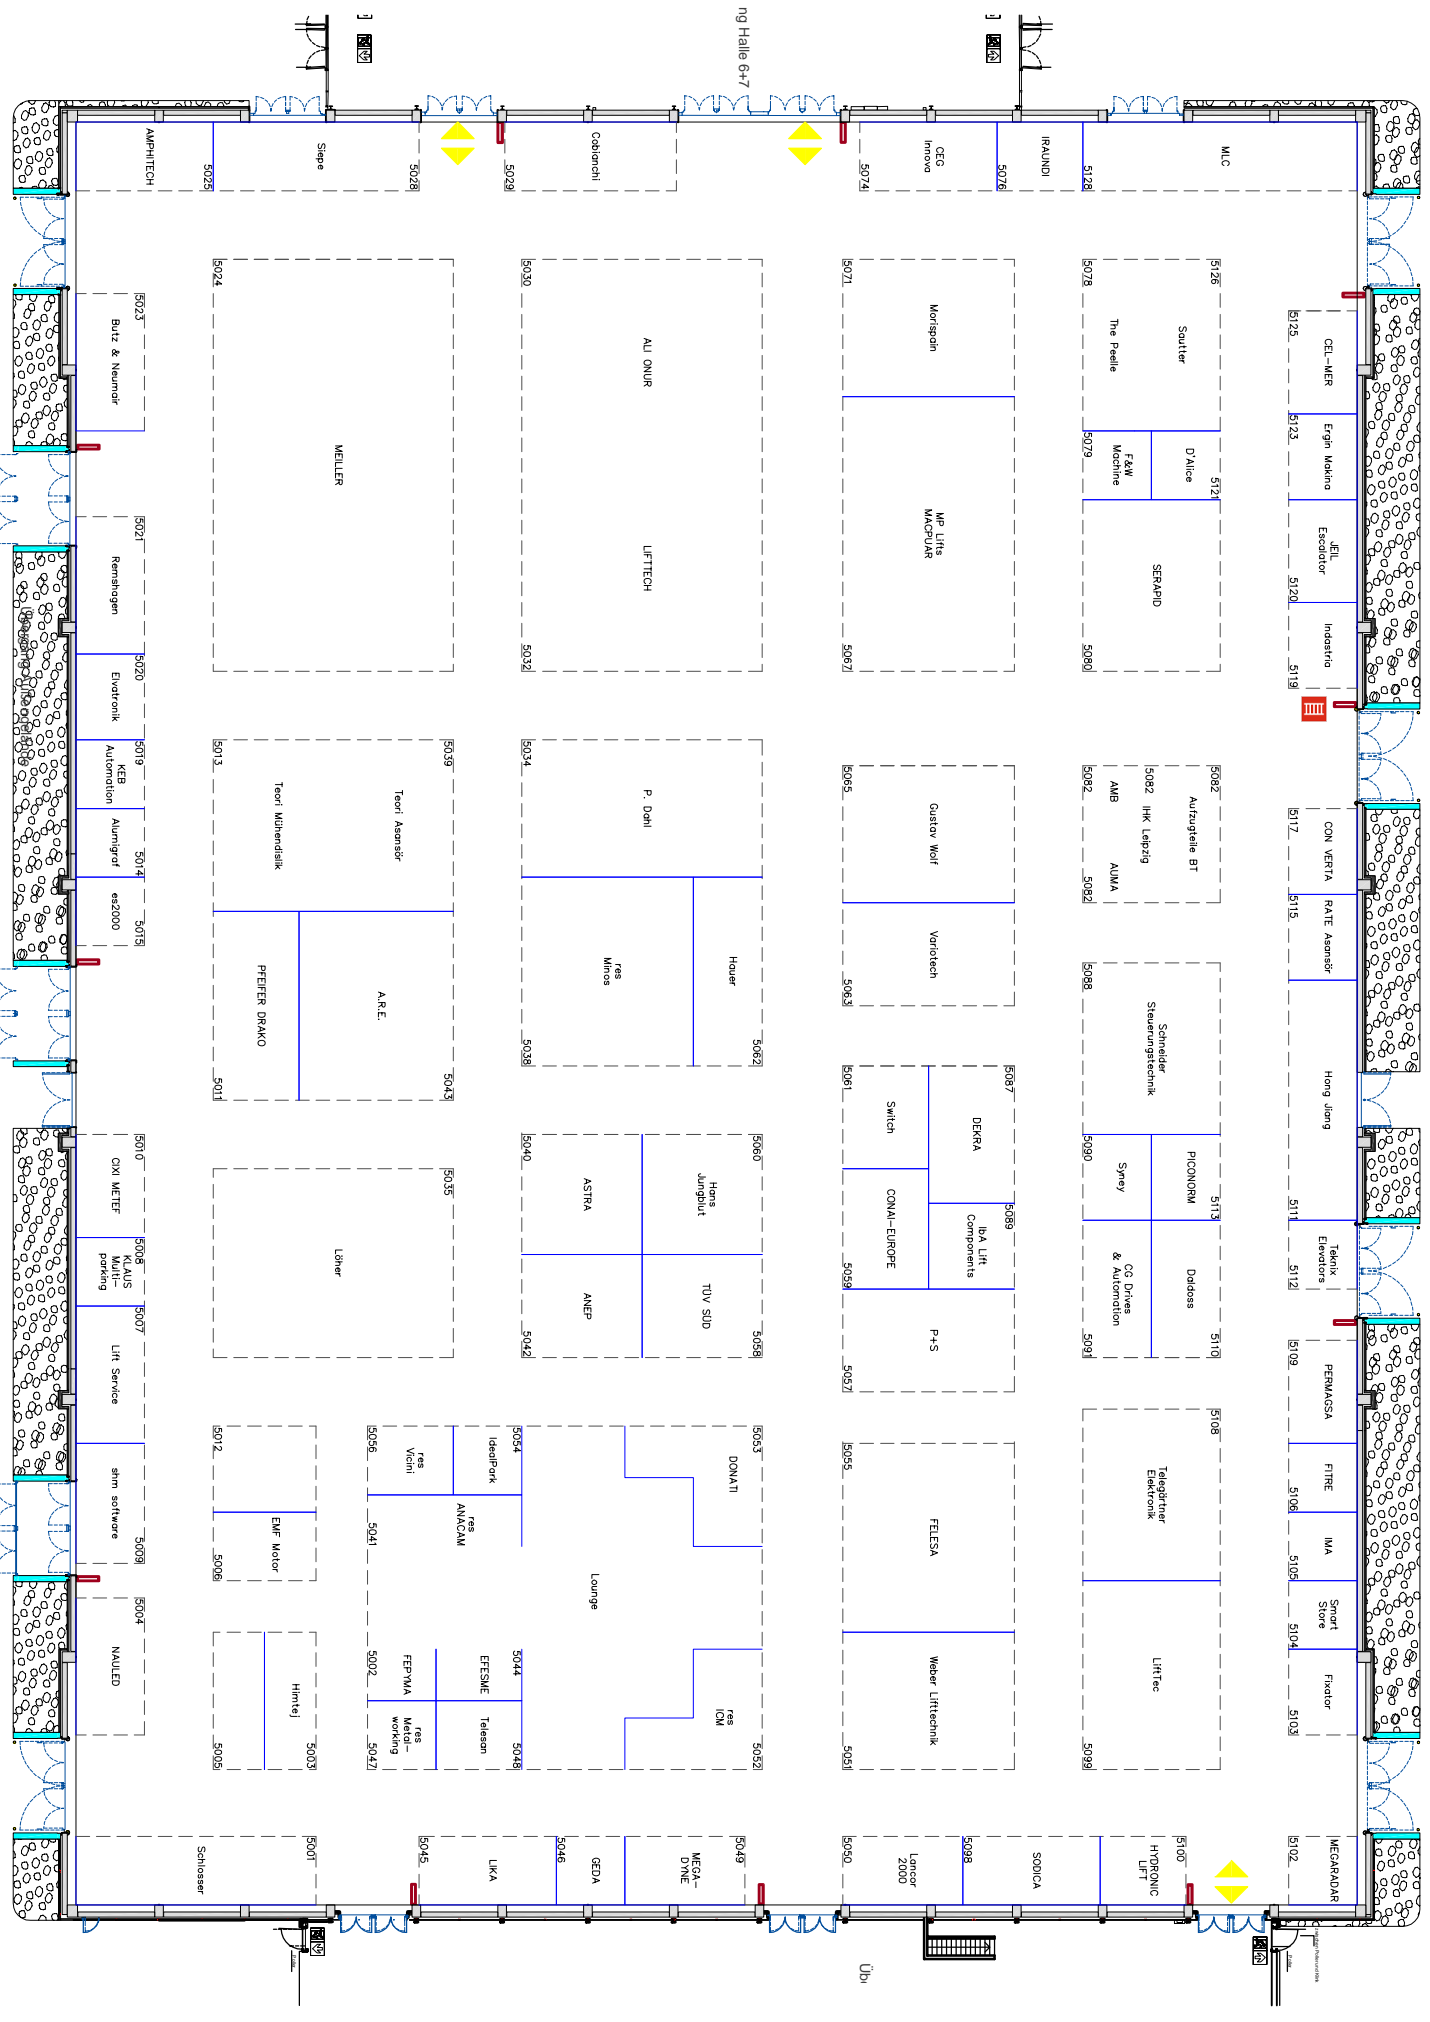 ng Halle 6+7
AMPHITECH
5025
Siepe
5028
5029
Cobianchi
5074
CEG
Innova
5076
IRAUNDI
5128
MLC
5024
MEILLER
5030
ALI ONUR
LIFTTECH
5032
5071
Morispain
MP Lifts
MACPUAR
5067
5078
The Peelle
5126
Sautter
5079
F&W
Machine
D'Alice
5121
SERAPID
5080
5125
CEL-MER
5123
Ergin Makina
JEIL
Escalator
5120
Indastria
5119
5023
Butz & Neumair
5021
Remshagen
5020
Elvatronik
5019
KEB
Automation
Alumigraf
5014
es2000
5015
5013
Teori Mühendislik
5039
Teori Asansör
PFEIFER DRAKO
5011
A.R.E.
5043
5034
P. Dahl
res
Minos
5038
Hauer
5062
5065
Gustav Wolf
Variotech
5063
5082
AMB
5082
IHK Leipzig
5082
Aufzugteile BT
AUMA
5082
5117
CON VERTA
5115
RATE Asansör
Hong Jiang
5111
5088
Schneider
Steuerungstechnik
5061
Switch
5087
DEKRA
CONAI-EUROPE
5059
5089
IbA Lift
Components
P+S
5057
5090
Syney
PICONORM
5113
CG Drives
& Automation
5091
Daldoss
5110
Teknix
Elevators
5112
5010
CIXI METEF
5008
KLAUS
Multi-
parking
5007
Lift Service
shm software
5009
5004
NAULED
5035
Löher
5040
ASTRA
5060
Hans
Jungblut
ANEP
5042
TÜV SÜD
5058
5109
PERMAGSA
FITRE
5106
IMA
5105
Smart
Store
5104
Fixator
5103
5012
EMF Motor
5006
Himtej
5003
5005
5056
res
Vicini
5054
IdealPark
5041
res
ANACAM
5053
DONATI
Lounge
5002
FEPYMA
5044
EFESME
res
Metal-
working
5047
Telesan
5048
res
ICM
5052
5055
FELESA
Weber Lifttechnik
5051
5108
Telegärtner
Elektronik
LiftTec
5099
Schlosser
5001
5045
LIKA
5046
GEDA
MEGA-
DYNE
5049
5050
Lancor
2000
5098
SODICA
HYDRONIC
LIFT
5100
5102
MEGARADAR